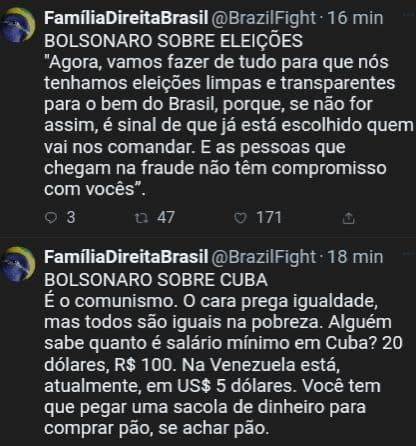 FamíliaDireitaBrasil @BrazilFight · 16 min
BOLSONARO SOBRE ELEIÇÕES
"Agora, vamos fazer de tudo para que nós
tenhamos eleições limpas e transparentes
para o bem do Brasil, porque, se não for
assim, é sinal de que já está escolhido quem
vai nos comandar. E as pessoas que
chegam na fraude não têm compromisso
com vocês”.
3 47 171
FamíliaDireitaBrasil @BrazilFight · 18 min
BOLSONARO SOBRE CUBA
É o comunismo. O cara prega igualdade,
mas todos são iguais na pobreza. Alguém
sabe quanto é salário mínimo em Cuba? 20
dólares, R$ 100. Na Venezuela está,
atualmente, em US$ 5 dólares. Você tem
que pegar uma sacola de dinheiro para
comprar pão, se achar pão.